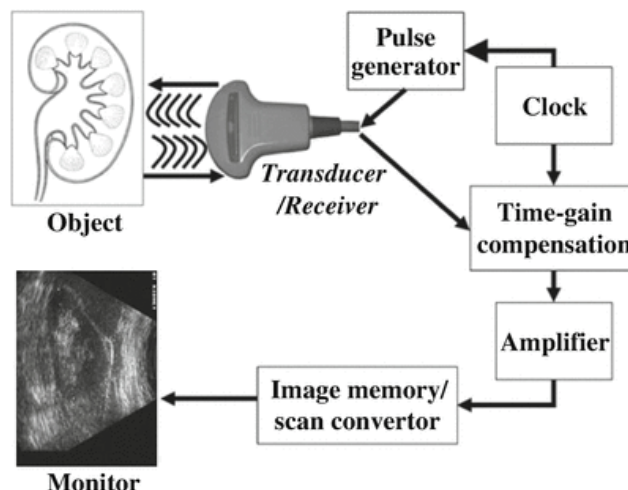 Pulse
generator
Clock
Transducer
/Receiver
Object
Time-gain
compensation
Amplifier
Image memory/
scan convertor
Monitor